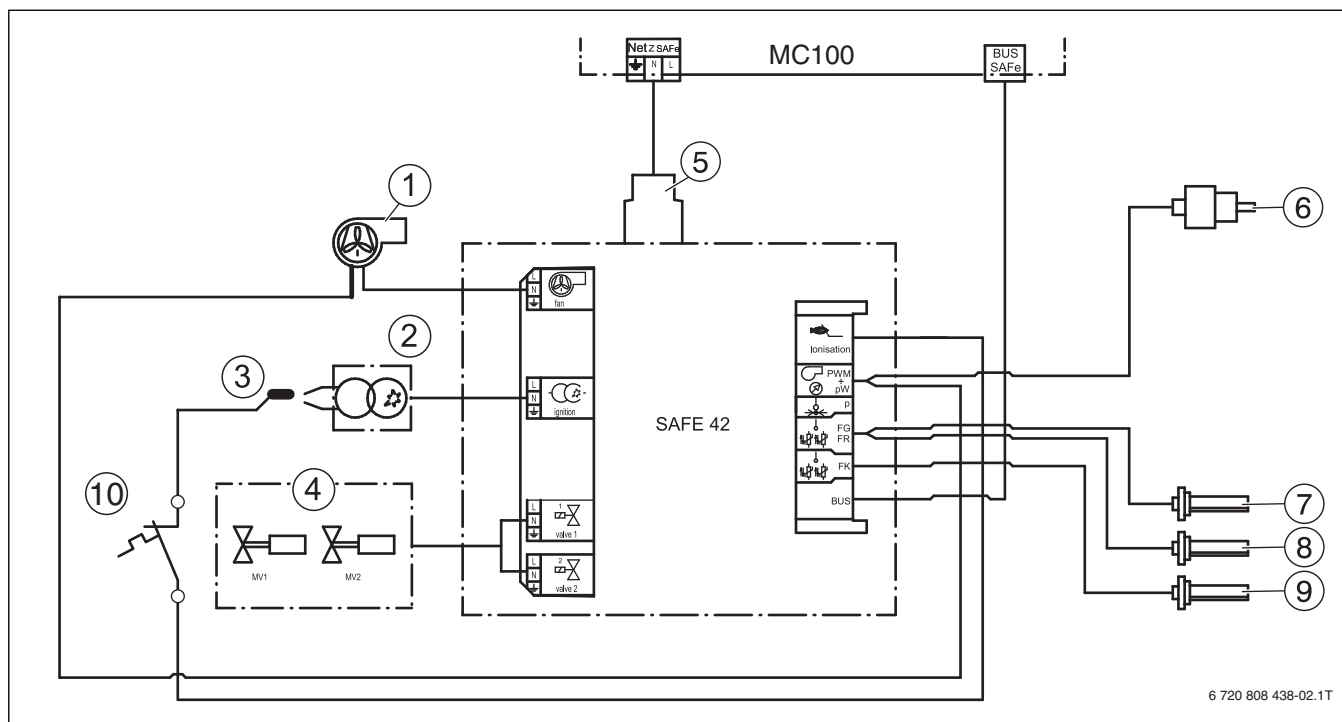 Net z SAFe
N L
MC100
BUS
SAFe
5
1
6
L
N
fan
2
3
L
N
ignition
Ionisation
PWM
+
pW
p
FG
FR
FK
BUS
SAFE 42
10
4
MV1
MV2
L
N
1
valve 1
L
N
2
valve 2
7
8
9
6 720 808 438-02.1T